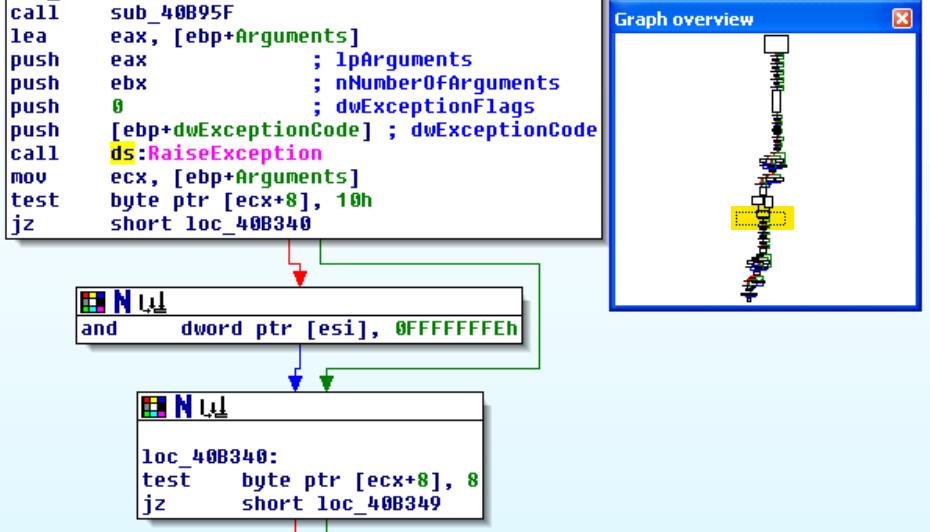 call sub_40B95F
lea eax, [ebp+Arguments]
push eax ; lpArguments
push ebx ; nNumberOfArguments
push 0 ; dwExceptionFlags
push [ebp+dwExceptionCode] ; dwExceptionCode
call ds:RaiseException
mov ecx, [ebp+Arguments]
test byte ptr [ecx+8], 10h
jz short loc_40B340
Graph overview
N
and dword ptr [esi], 0FFFFFFFEh
N
loc_40B340:
test byte ptr [ecx+8], 8
jz short loc_40B349